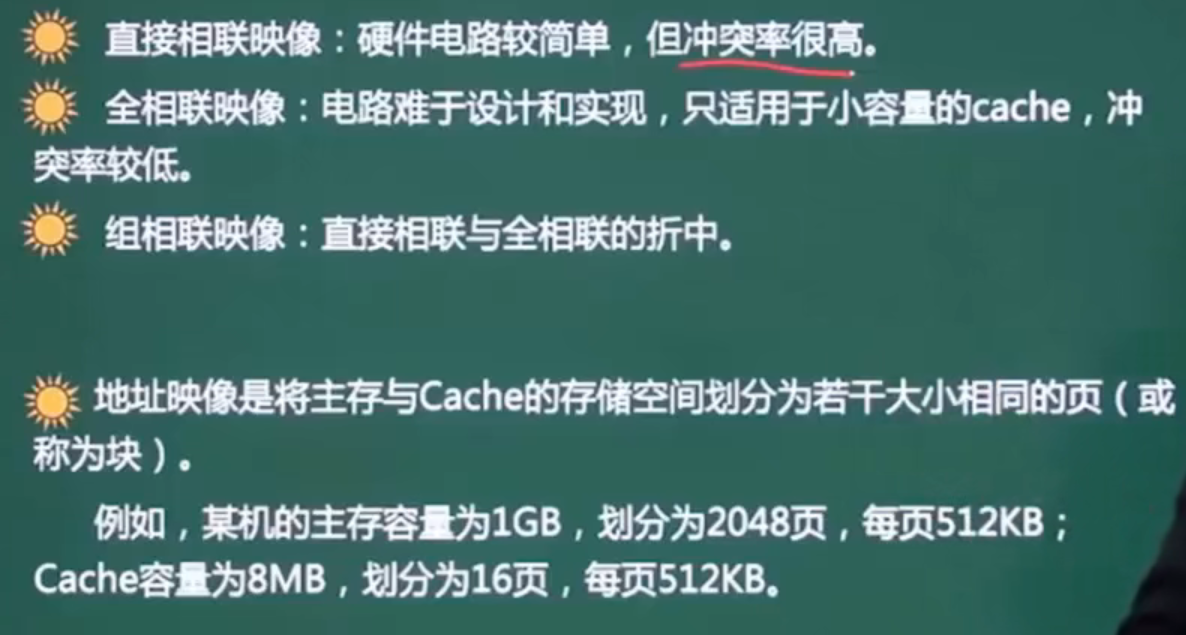 直接相联映像：硬件电路较简单，但冲突率很高。
全相联映像：电路难于设计和实现，只适用于小容量的cache，冲
突率较低。
组相联映像：直接相联与全相联的折中。
地址映像是将主存与Cache的存储空间划分为若干大小相同的页（或
称为块）。
例如，某机的主存容量为1GB，划分为2048页，每页512KB；
Cache容量为8MB，划分为16页，每页512KB。